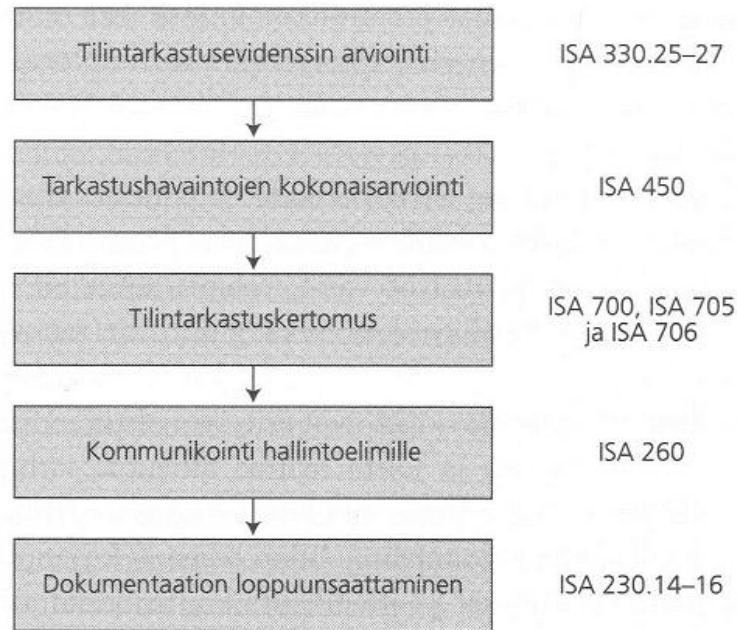 Tilintarkastusevidenssin arviointi ISA 330.25–27
Tarkastushavaintojen kokonaisarviointi ISA 450
Tilintarkastuskertomus ISA 700, ISA 705
ja ISA 706
Kommunikointi hallintoelimille ISA 260
Dokumentaation loppuunsaattaminen ISA 230.14–16